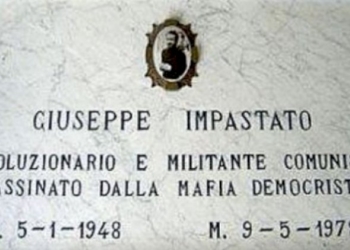 GIUSEPPE IMPASTATO
OLUZIONARIO E MILITANTE COMUNI
ASSINATO DALLA MAFIA DEMOCRIST
. 5-1-1948 M. 9-5-197